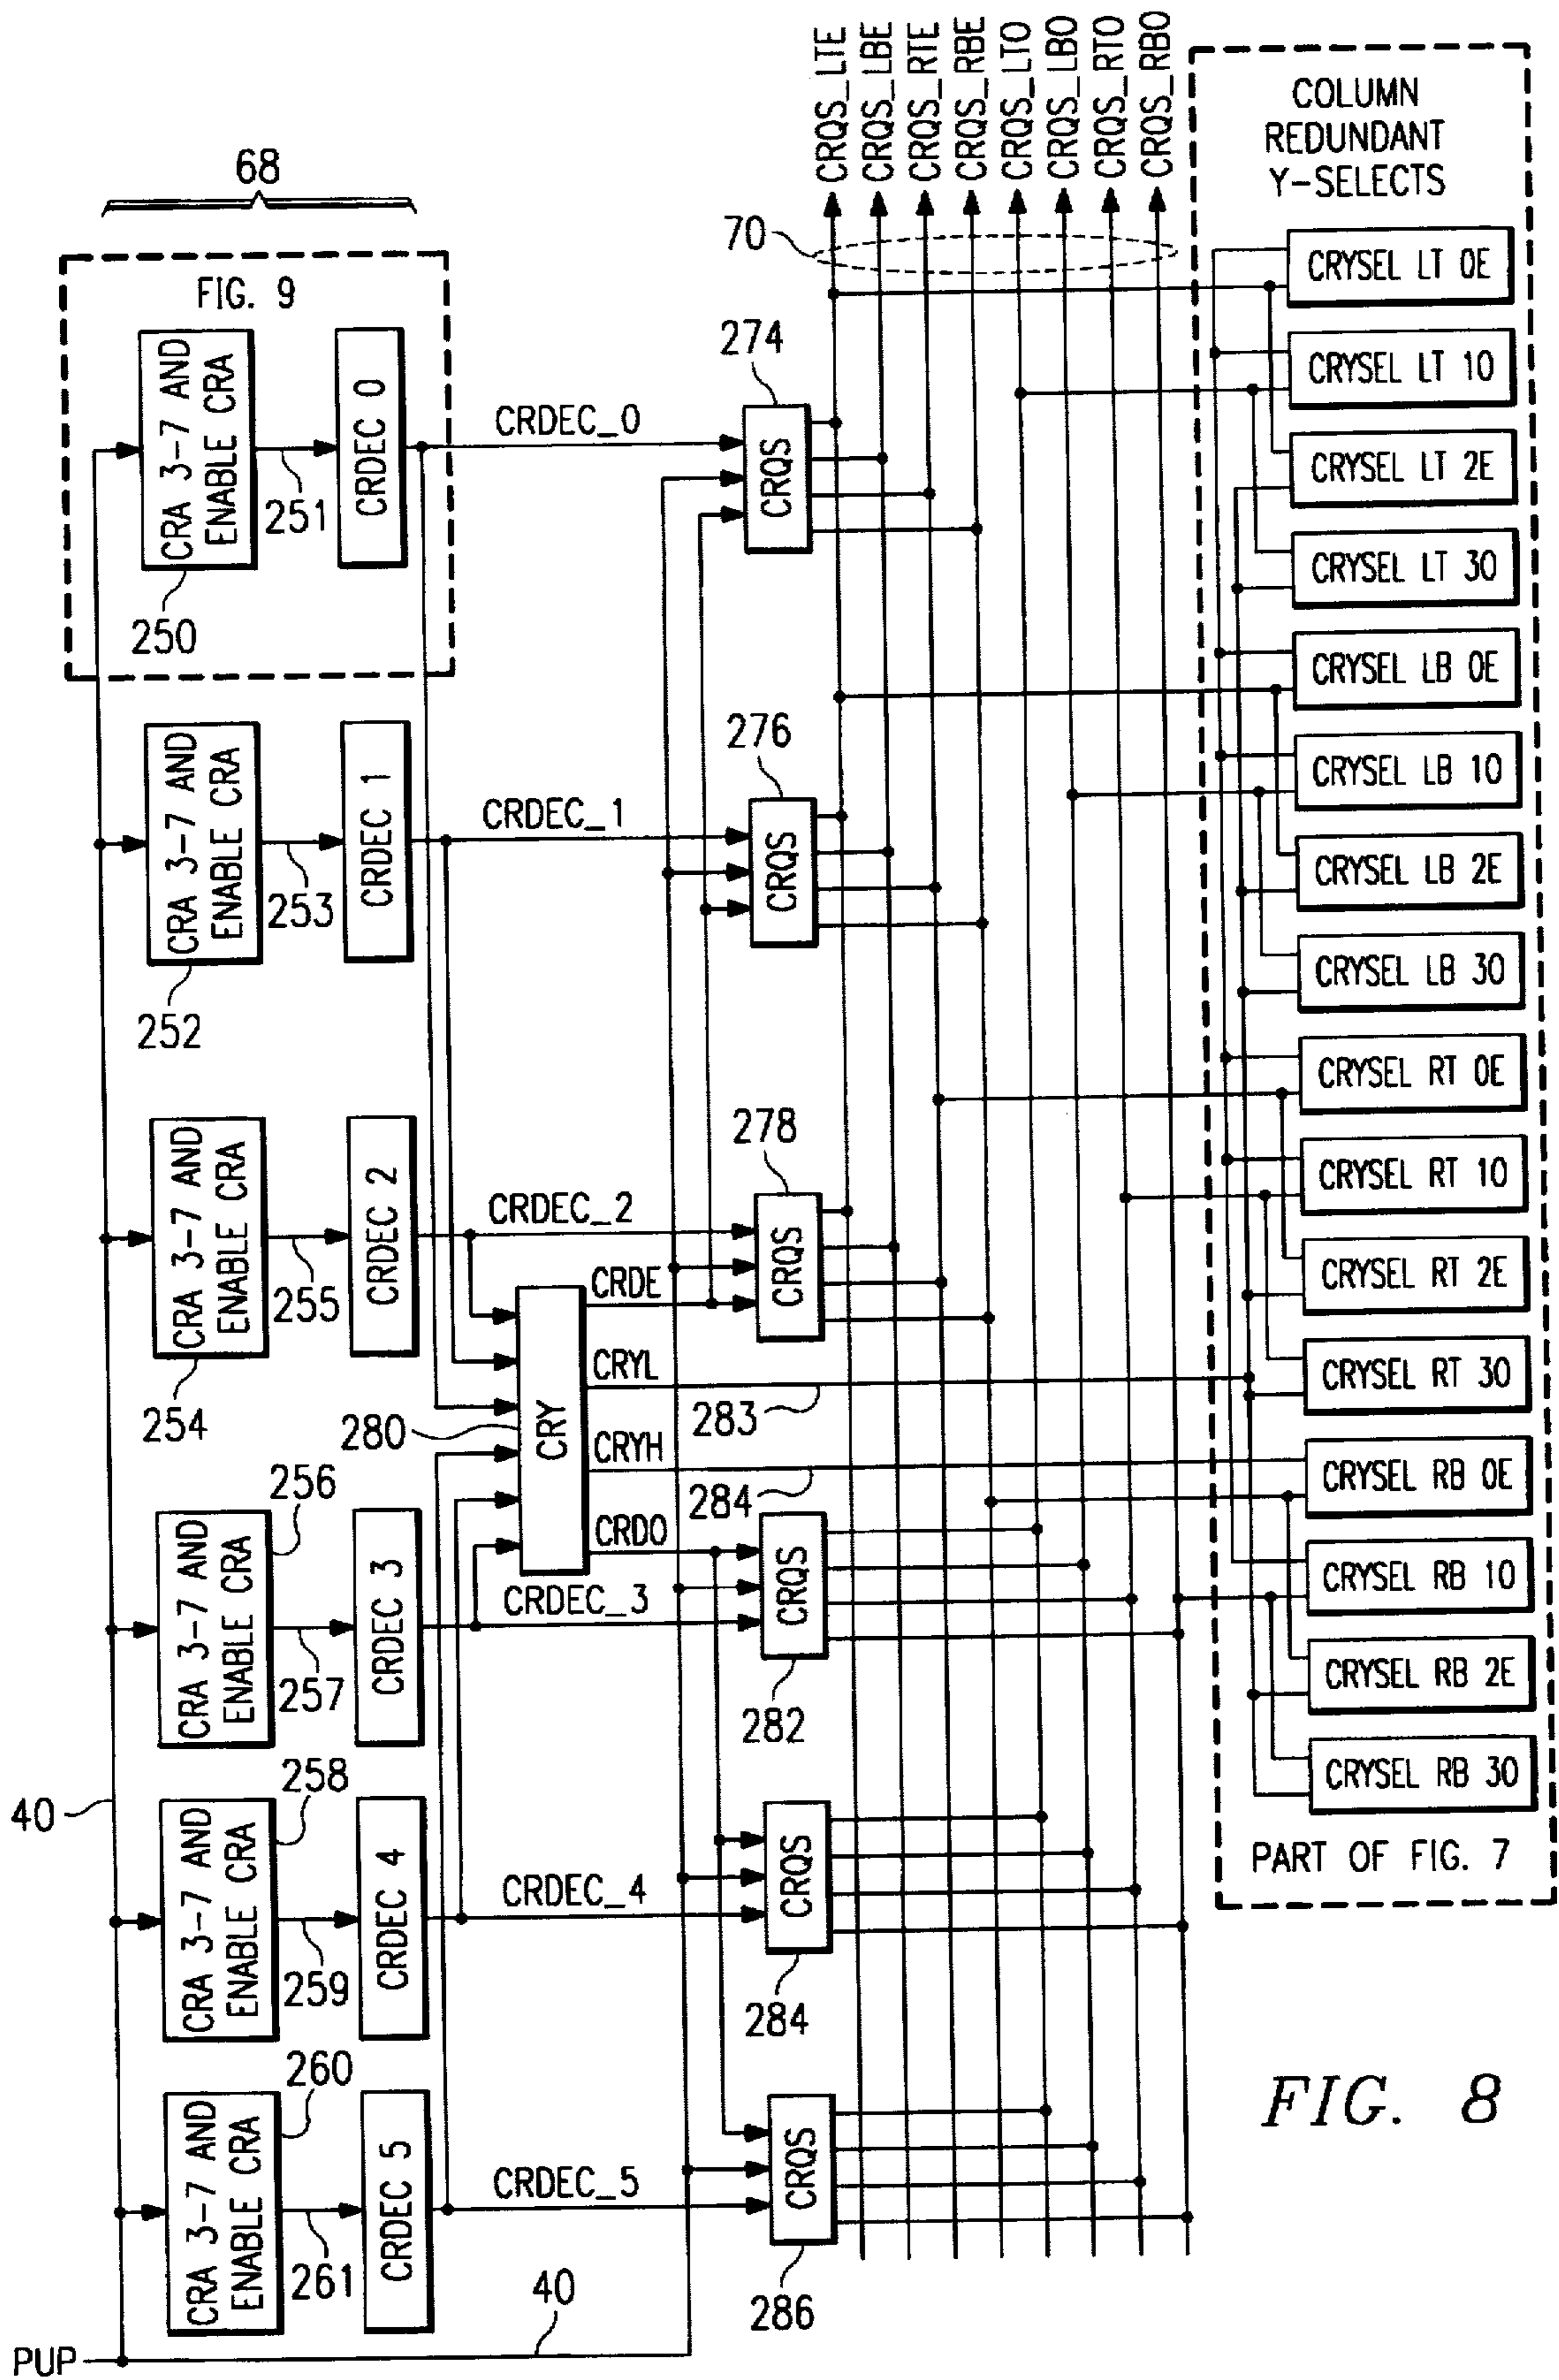 CRQS_LTE
CRQS_LBE
CRQS_RTE
CRQS_RBE
CRQS_LTO
CRQS_LBO
CRQS_RTO
CRQS_RBO
COLUMN
REDUNDANT
Y-SELECTS
68
70
FIG. 9
CRA 3-7 AND
ENABLE CRA
251
CRDEC 0
250
CRDEC_0
274
CRQS
CRA 3-7 AND
ENABLE CRA
253
CRDEC 1
252
CRDEC_1
276
CRQS
CRA 3-7 AND
ENABLE CRA
255
CRDEC 2
254
CRDEC_2
278
CRQS
CRDE
CRYL
283
280
CRY
CRYH
284
CRDO
256
CRA 3-7 AND
ENABLE CRA
257
CRDEC 3
CRDEC_3
CRQS
282
258
CRA 3-7 AND
ENABLE CRA
259
CRDEC 4
CRDEC_4
CRQS
284
40
260
CRA 3-7 AND
ENABLE CRA
261
CRDEC 5
CRDEC_5
CRQS
286
40
PUP
CRYSEL LT 0E
CRYSEL LT 10
CRYSEL LT 2E
CRYSEL LT 30
CRYSEL LB 0E
CRYSEL LB 10
CRYSEL LB 2E
CRYSEL LB 30
CRYSEL RT 0E
CRYSEL RT 10
CRYSEL RT 2E
CRYSEL RT 30
CRYSEL RB 0E
CRYSEL RB 10
CRYSEL RB 2E
CRYSEL RB 30
PART OF FIG. 7
FIG. 8